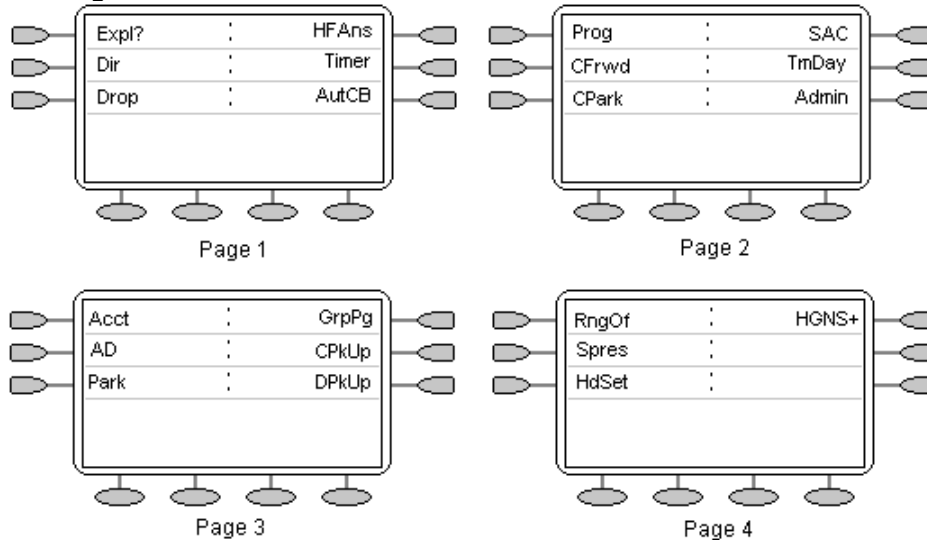 Expl? : HFAns
Dir : Timer
Drop : AutCB
Page 1
Prog : SAC
CFrwd : TmDay
CPark : Admin
Page 2
Acct : GrpPg
AD : CPkUp
Park : DPkUp
Page 3
RngOf : HGNS+
Spres :
HdSet :
Page 4